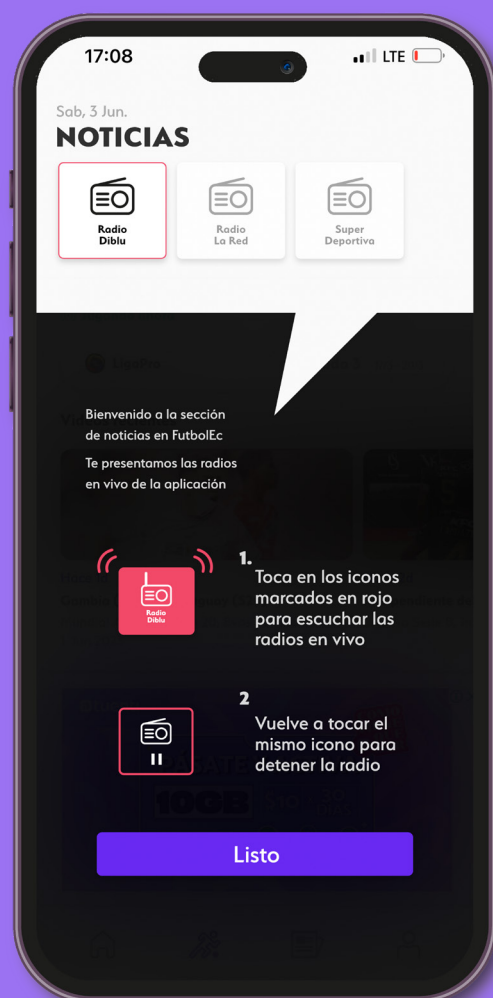 17:08
LTE
Sab, 3 Jun.
NOTICIAS
Radio
Diblu
Radio
La Red
Super
Deportiva
LigaPro
Bienvenido a la sección
de noticias en FutbolEc
Te presentamos las radios
en vivo de la aplicación
1.
Toca en los iconos
marcados en rojo
para escuchar las
radios en vivo
Radio
Diblu
2
Vuelve a tocar el
mismo icono para
detener la radio
10GB
Listo